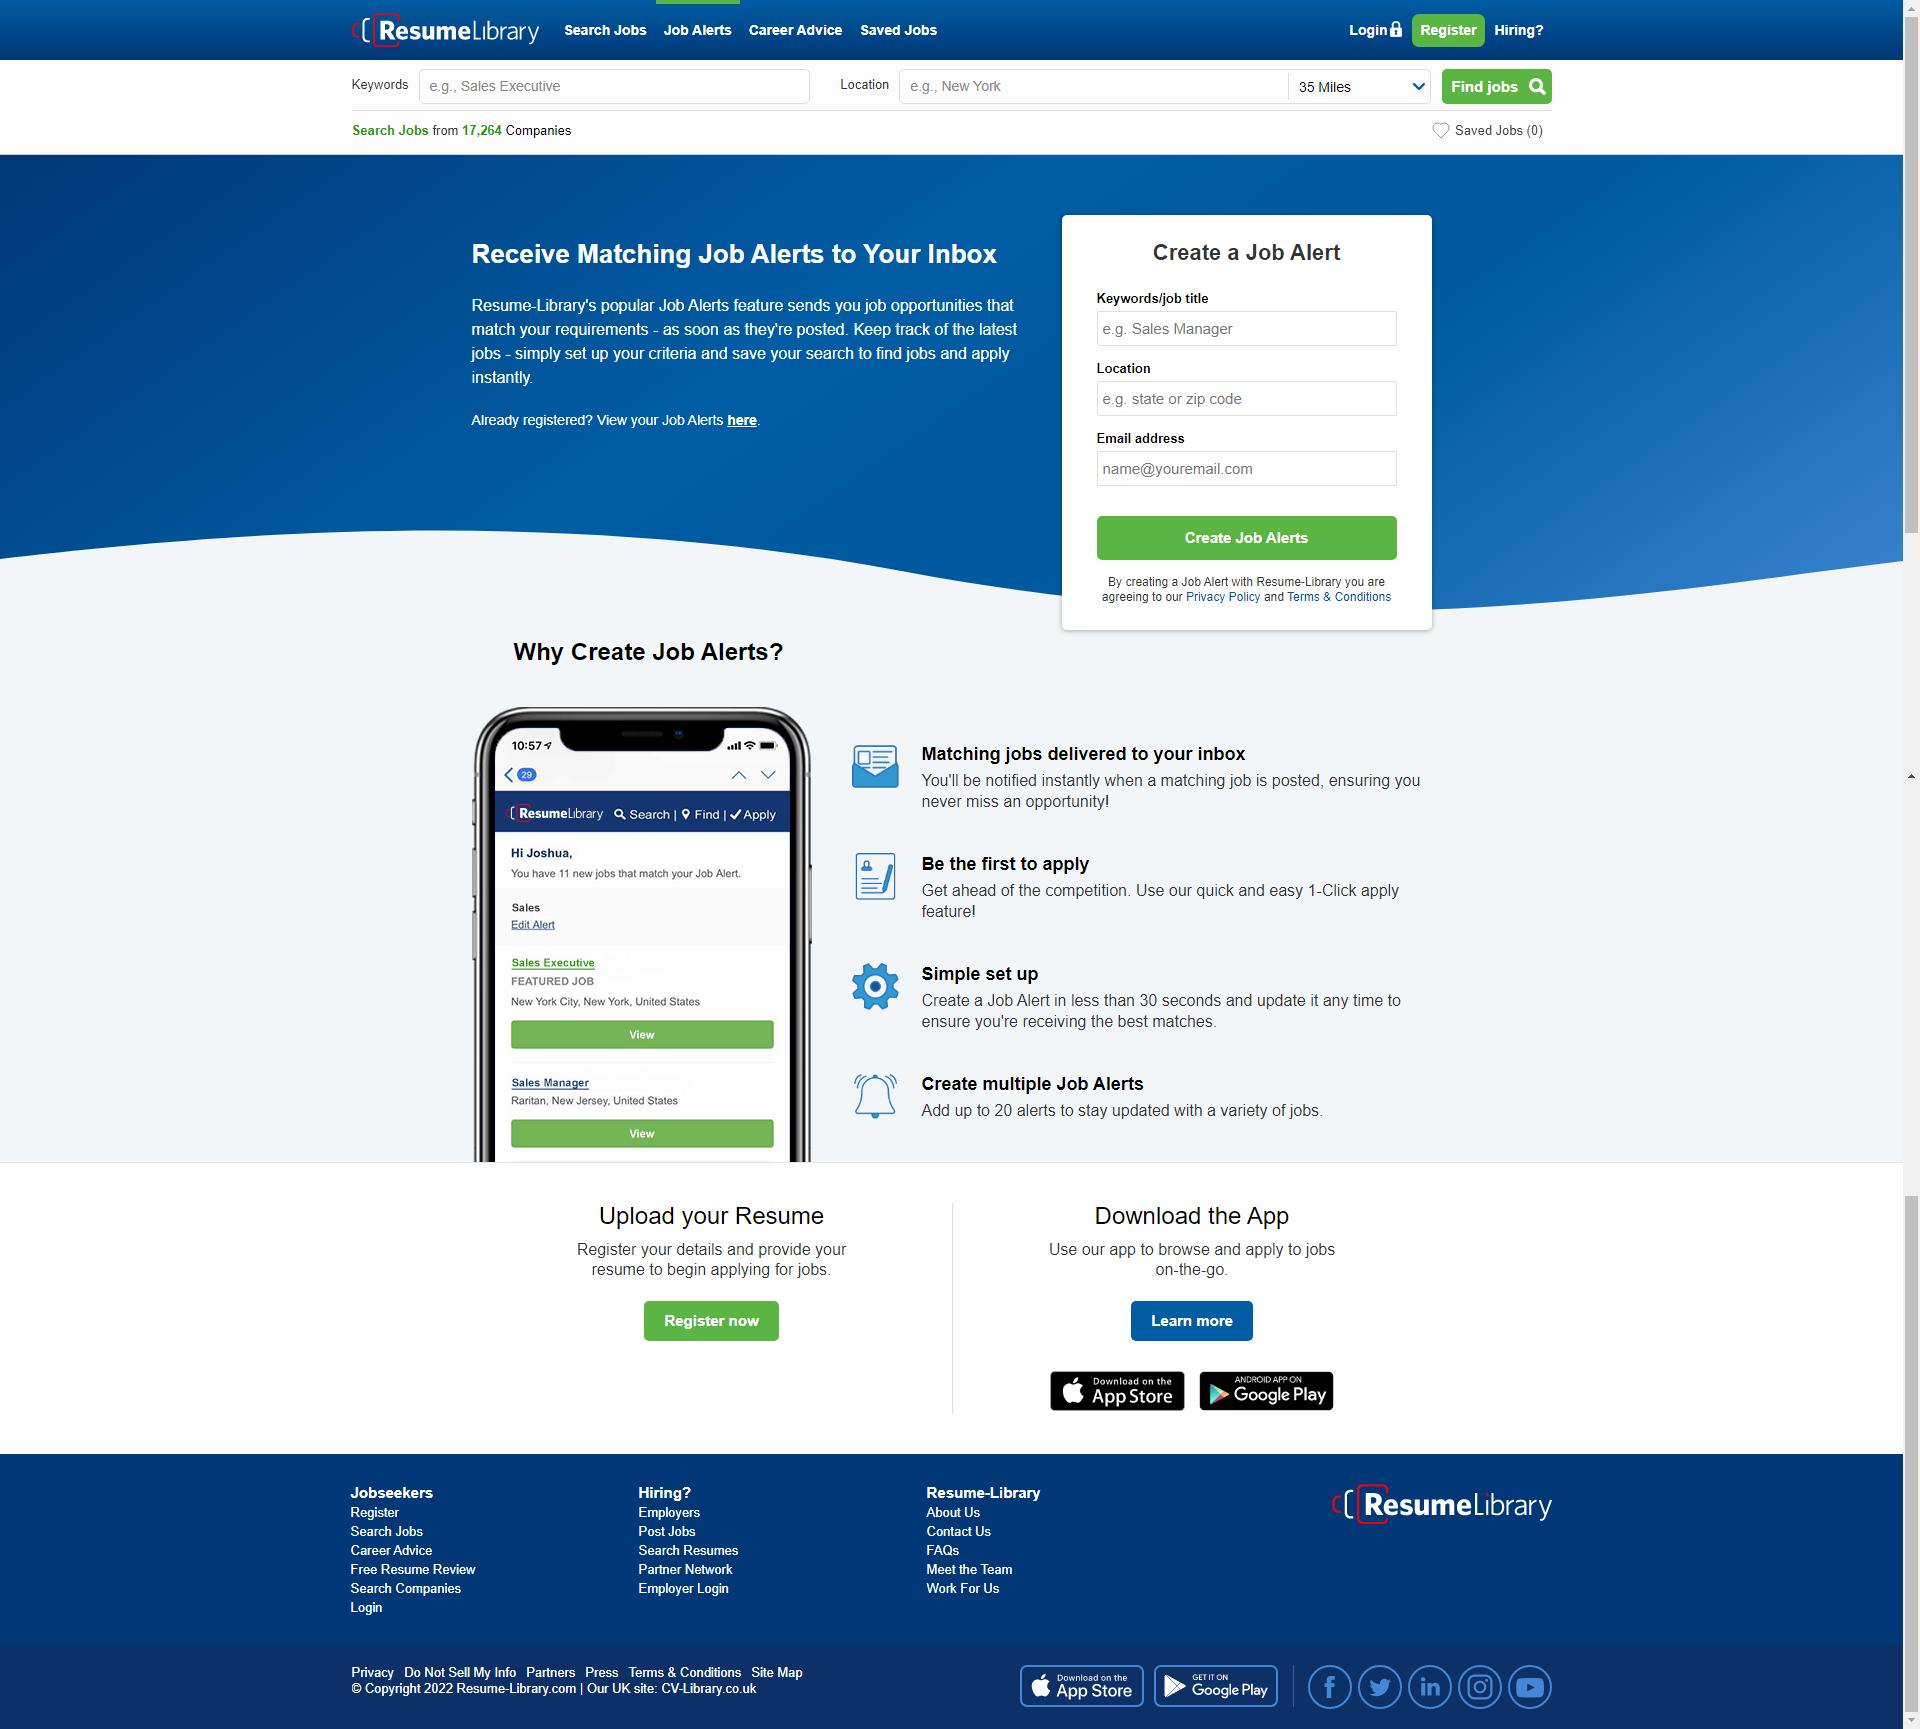 ResumeLibrary Search Jobs Job Alerts Career Advice Saved Jobs Login Register Hiring?
Keywords e.g., Sales Executive Location e.g., New York 35 Miles Find jobs
Search Jobs from 17,264 Companies Saved Jobs (0)
Receive Matching Job Alerts to Your Inbox
Resume-Library's popular Job Alerts feature sends you job opportunities that
match your requirements - as soon as they're posted. Keep track of the latest
jobs - simply set up your criteria and save your search to find jobs and apply
instantly.
Already registered? View your Job Alerts here.
Create a Job Alert
Keywords/job title
e.g. Sales Manager
Location
e.g. state or zip code
Email address
name@youremail.com
Create Job Alerts
By creating a Job Alert with Resume-Library you are
agreeing to our Privacy Policy and Terms & Conditions
Why Create Job Alerts?
10:57
29
ResumeLibrary Search | Find | Apply
Hi Joshua,
You have 11 new jobs that match your Job Alert.
Sales
Edit Alert
Sales Executive
FEATURED JOB
New York City, New York, United States
View
Sales Manager
Raritan, New Jersey, United States
View
Matching jobs delivered to your inbox
You'll be notified instantly when a matching job is posted, ensuring you
never miss an opportunity!
Be the first to apply
Get ahead of the competition. Use our quick and easy 1-Click apply
feature!
Simple set up
Create a Job Alert in less than 30 seconds and update it any time to
ensure you're receiving the best matches.
Create multiple Job Alerts
Add up to 20 alerts to stay updated with a variety of jobs.
Upload your Resume
Register your details and provide your
resume to begin applying for jobs.
Register now
Download the App
Use our app to browse and apply to jobs
on-the-go.
Learn more
Download on the
App Store
ANDROID APP ON
Google Play
Jobseekers
Register
Search Jobs
Career Advice
Free Resume Review
Search Companies
Login
Hiring?
Employers
Post Jobs
Search Resumes
Partner Network
Employer Login
Resume-Library
About Us
Contact Us
FAQs
Meet the Team
Work For Us
ResumeLibrary
Privacy Do Not Sell My Info Partners Press Terms & Conditions Site Map
© Copyright 2022 Resume-Library.com | Our UK site: CV-Library.co.uk
Download on the
App Store
GET IT ON
Google Play